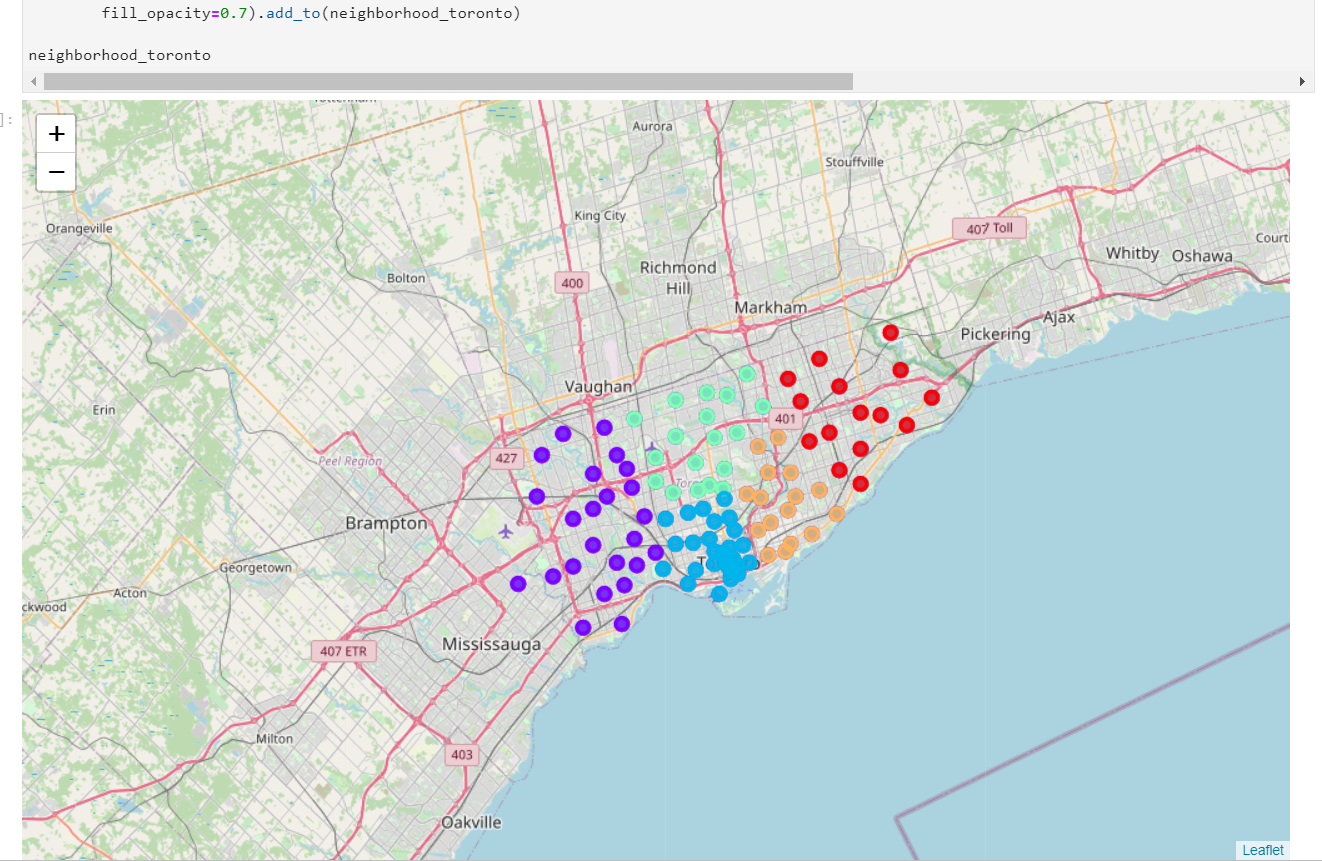 fill_opacity=0.7).add_to(neighborhood_toronto)
neighborhood_toronto
]:
+
−
Aurora
Stouffville
King City
Orangeville
407 Toll
Whitby
Oshawa
Courti
Richmond
Hill
Bolton
400
Markham
Ajax
Pickering
Vaughan
Erin
401
427
Peel Region
Brampton
Georgetown
Acton
ckwood
Mississauga
407 ETR
Milton
403
Oakville
Leaflet